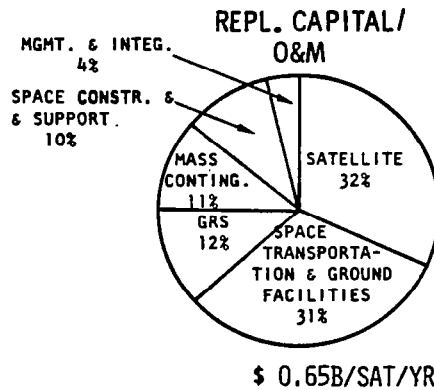 REPL. CAPITAL/
O&M
MGMT. & INTEG.
4%
SPACE CONSTR. &
& SUPPORT.
10%
MASS
CONTING.
11%
GRS
12%
SATELLITE
32%
SPACE
TRANSPORTA-
TION & GROUND
FACILITIES
31%
$ 0.65B/SAT/YR